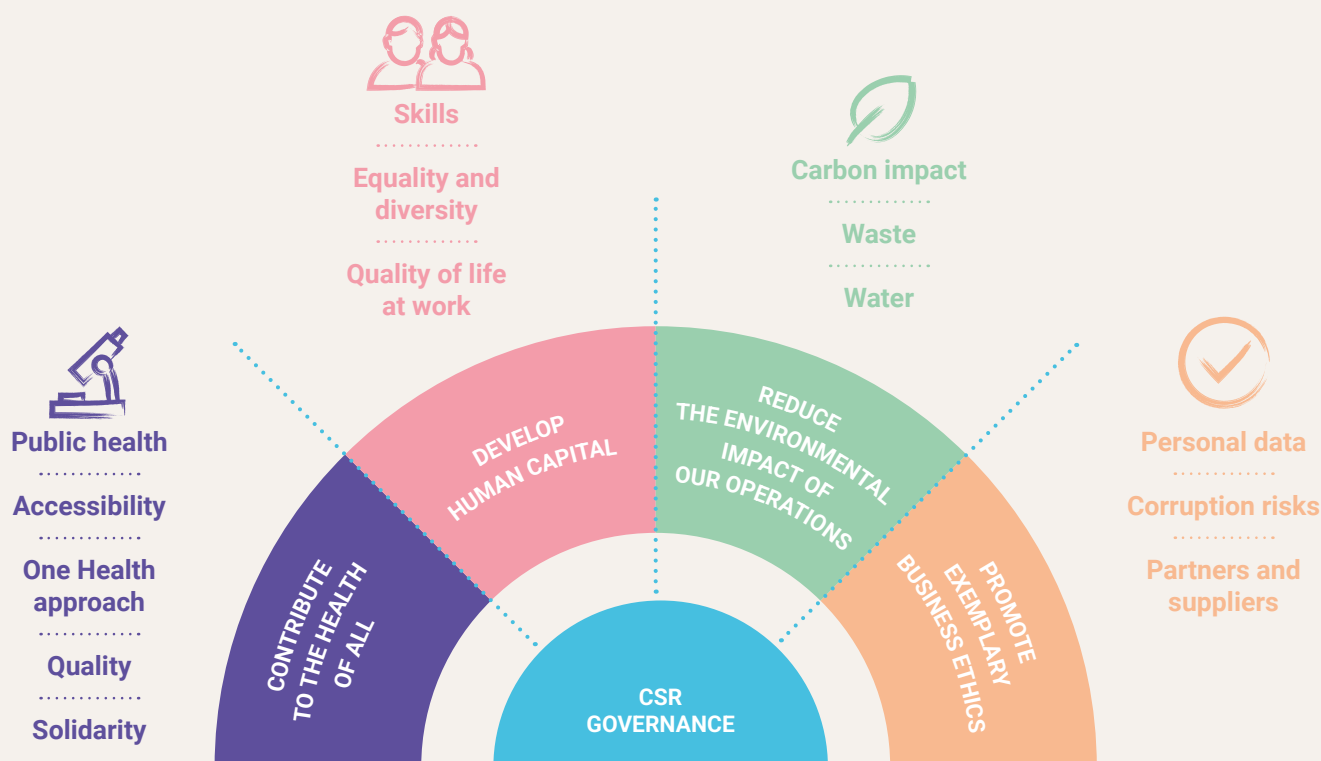 Skills
Equality and
diversity
Quality of life
at work
Carbon impact
Waste
Water
Public health
Accessibility
One Health
approach
Quality
Solidarity
Personal data
Corruption risks
Partners and
suppliers
CONTRIBUTE
TO THE HEALTH
OF ALL
DEVELOP
HUMAN CAPITAL
REDUCE
THE ENVIRONMENTAL
IMPACT OF
OUR OPERATIONS
PROMOTE
EXEMPLARY
BUSINESS ETHICS
CSR
GOVERNANCE